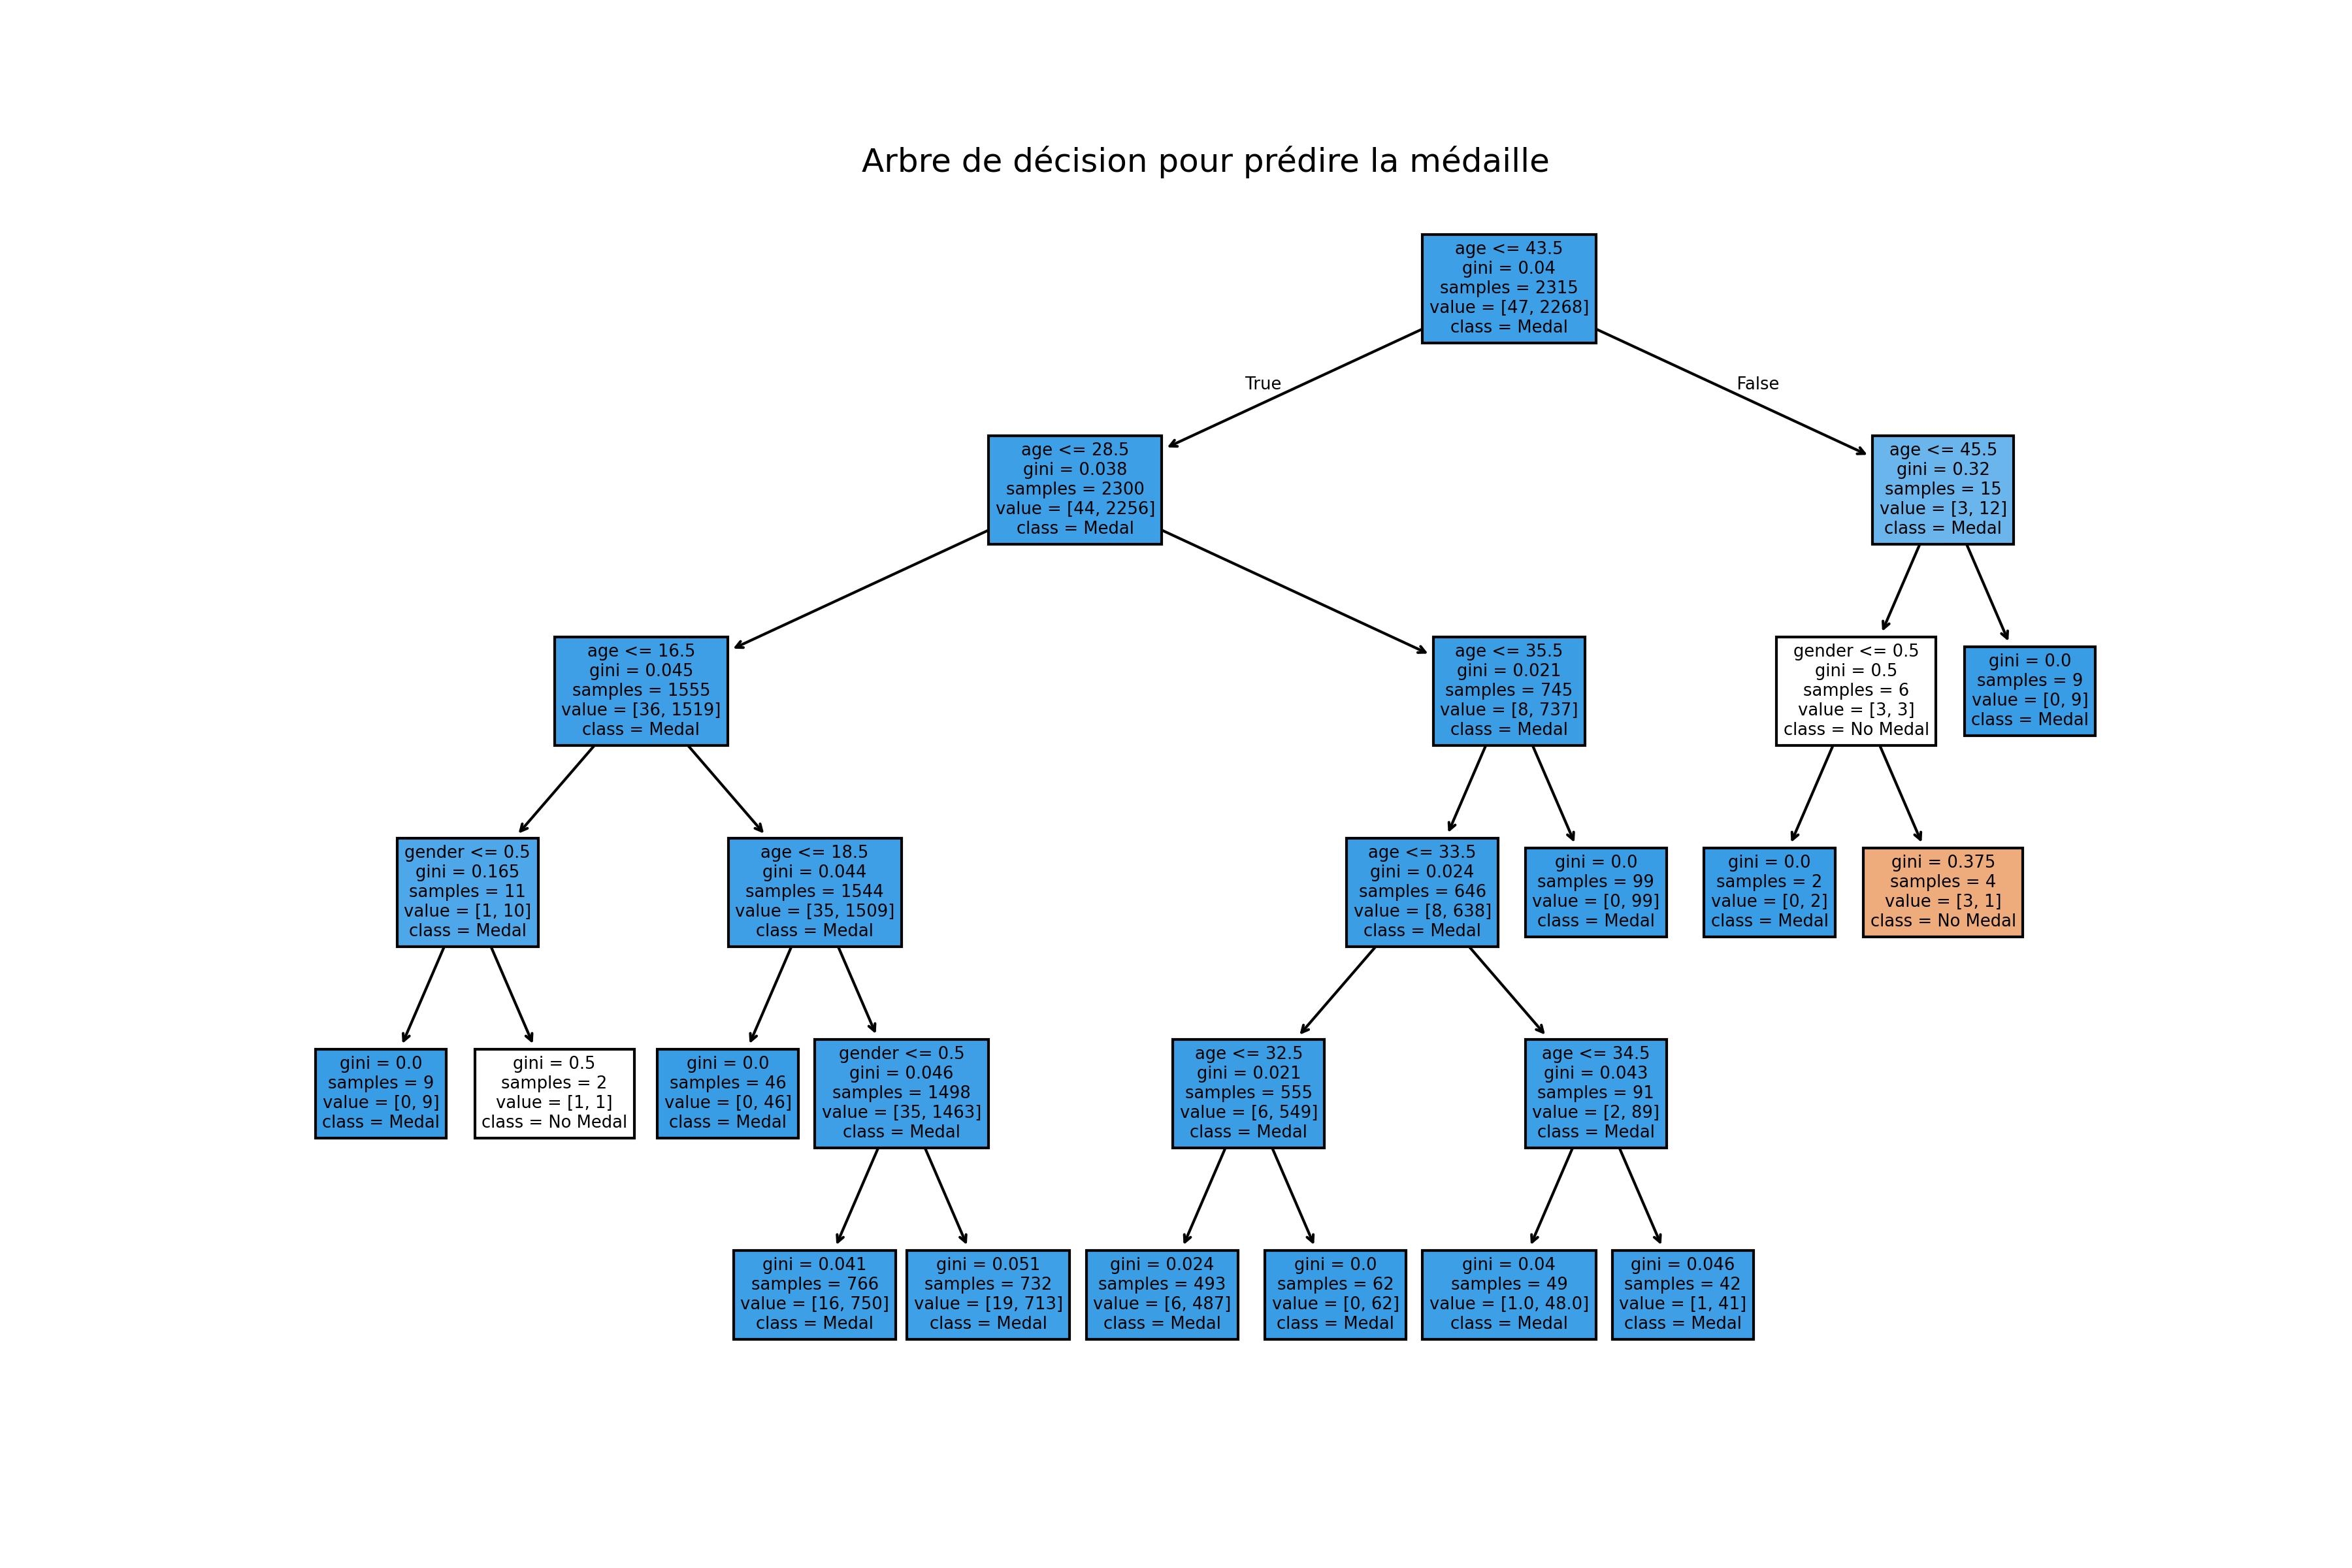 Arbre de décision pour prédire la médaille
age <= 43.5
gini = 0.04
samples = 2315
value = [47, 2268]
class = Medal
True
False
age <= 28.5
gini = 0.038
samples = 2300
value = [44, 2256]
class = Medal
age <= 45.5
gini = 0.32
samples = 15
value = [3, 12]
class = Medal
age <= 16.5
gini = 0.045
samples = 1555
value = [36, 1519]
class = Medal
age <= 35.5
gini = 0.021
samples = 745
value = [8, 737]
class = Medal
gender <= 0.5
gini = 0.5
samples = 6
value = [3, 3]
class = No Medal
gini = 0.0
samples = 9
value = [0, 9]
class = Medal
gender <= 0.5
gini = 0.165
samples = 11
value = [1, 10]
class = Medal
age <= 18.5
gini = 0.044
samples = 1544
value = [35, 1509]
class = Medal
age <= 33.5
gini = 0.024
samples = 646
value = [8, 638]
class = Medal
gini = 0.0
samples = 99
value = [0, 99]
class = Medal
gini = 0.0
samples = 2
value = [0, 2]
class = Medal
gini = 0.375
samples = 4
value = [3, 1]
class = No Medal
gini = 0.0
samples = 9
value = [0, 9]
class = Medal
gini = 0.5
samples = 2
value = [1, 1]
class = No Medal
gini = 0.0
samples = 46
value = [0, 46]
class = Medal
gender <= 0.5
gini = 0.046
samples = 1498
value = [35, 1463]
class = Medal
age <= 32.5
gini = 0.021
samples = 555
value = [6, 549]
class = Medal
age <= 34.5
gini = 0.043
samples = 91
value = [2, 89]
class = Medal
gini = 0.041
samples = 766
value = [16, 750]
class = Medal
gini = 0.051
samples = 732
value = [19, 713]
class = Medal
gini = 0.024
samples = 493
value = [6, 487]
class = Medal
gini = 0.0
samples = 62
value = [0, 62]
class = Medal
gini = 0.04
samples = 49
value = [1.0, 48.0]
class = Medal
gini = 0.046
samples = 42
value = [1, 41]
class = Medal